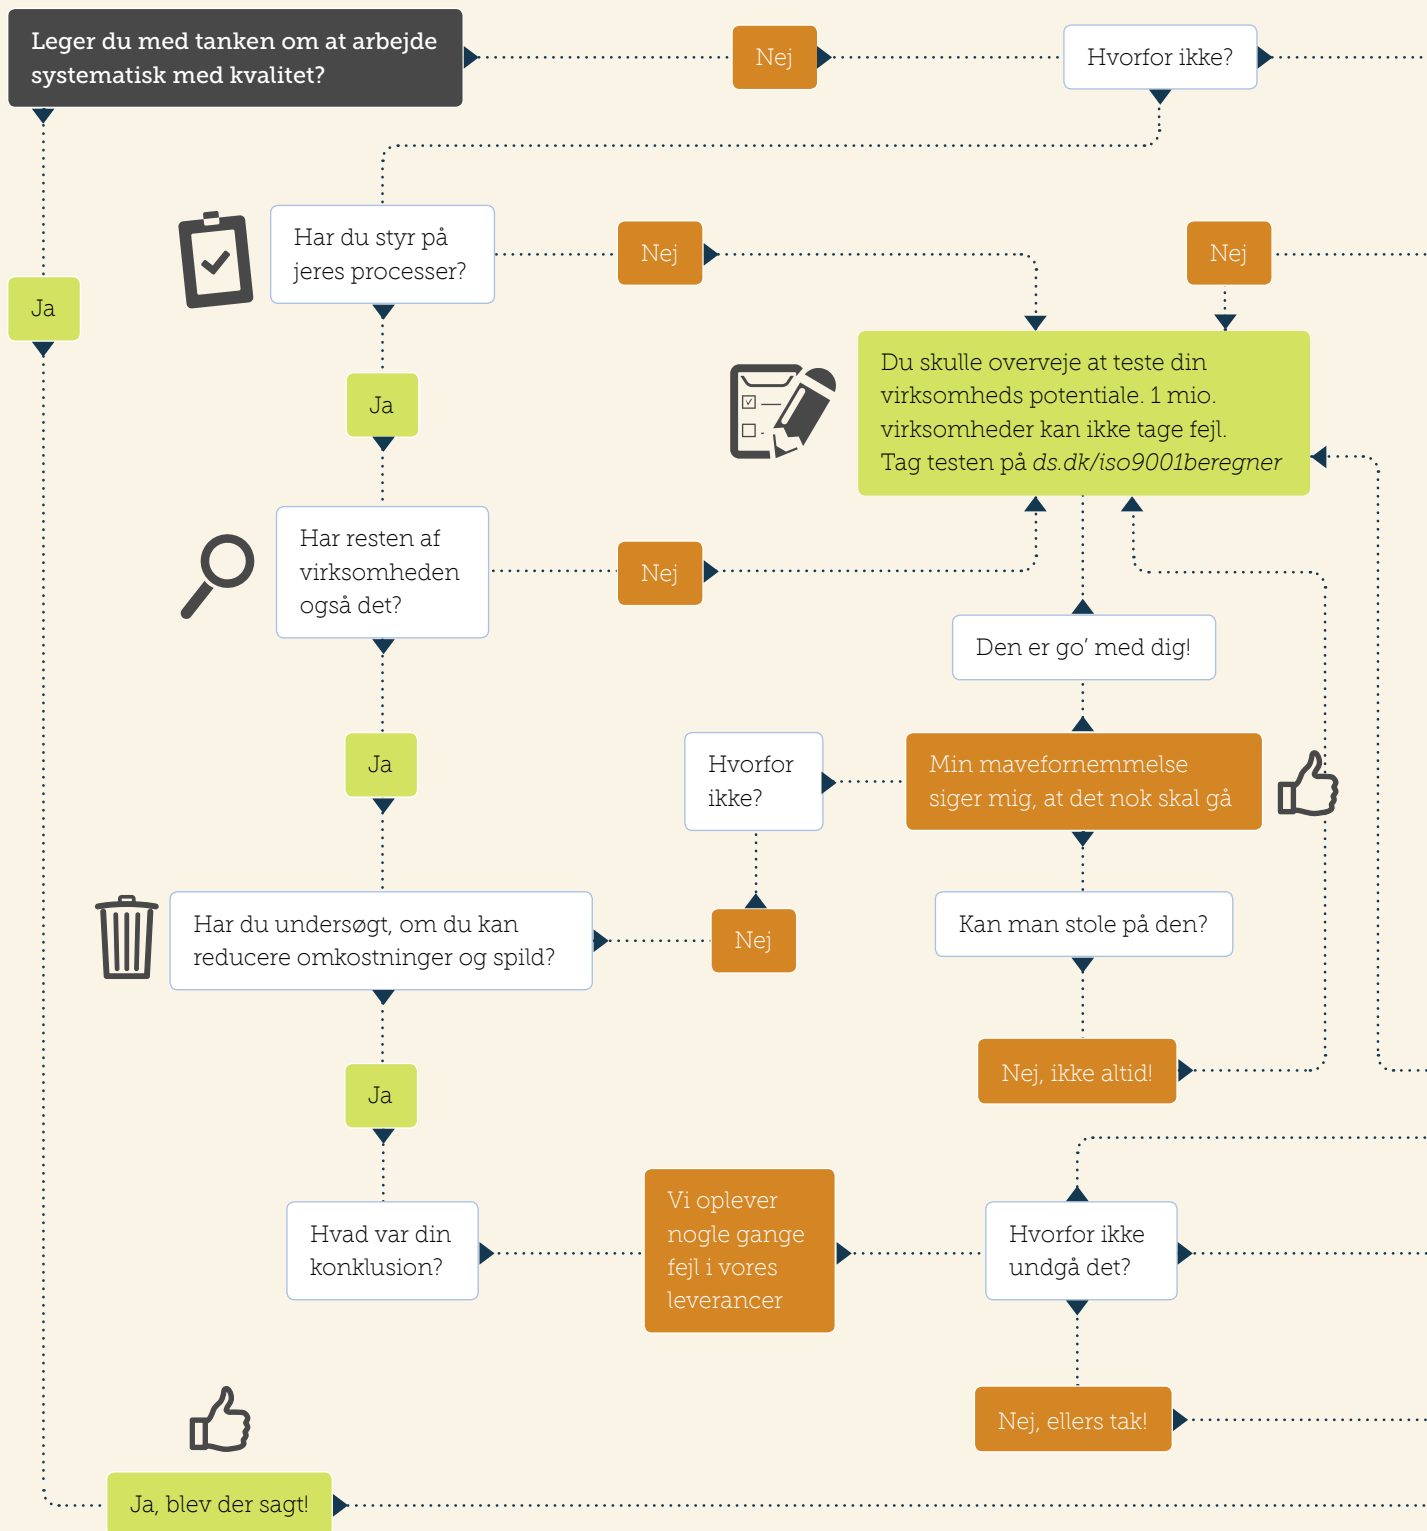 Leger du med tanken om at arbejde
systematisk med kvalitet?
Nej
Hvorfor ikke?
Har du styr på
jeres processer?
Nej
Nej
Ja
Du skulle overveje at teste din
virksomheds potentiale. 1 mio.
virksomheder kan ikke tage fejl.
Tag testen på ds.dk/iso9001beregner
Ja
Har resten af
virksomheden
også det?
Nej
Den er go’ med dig!
Ja
Hvorfor
ikke?
Min mavefornemmelse
siger mig, at det nok skal gå
Har du undersøgt, om du kan
reducere omkostninger og spild?
Nej
Kan man stole på den?
Nej, ikke altid!
Ja
Hvad var din
konklusion?
Vi oplever
nogle gange
fejl i vores
leverancer
Hvorfor ikke
undgå det?
Nej, ellers tak!
Ja, blev der sagt!